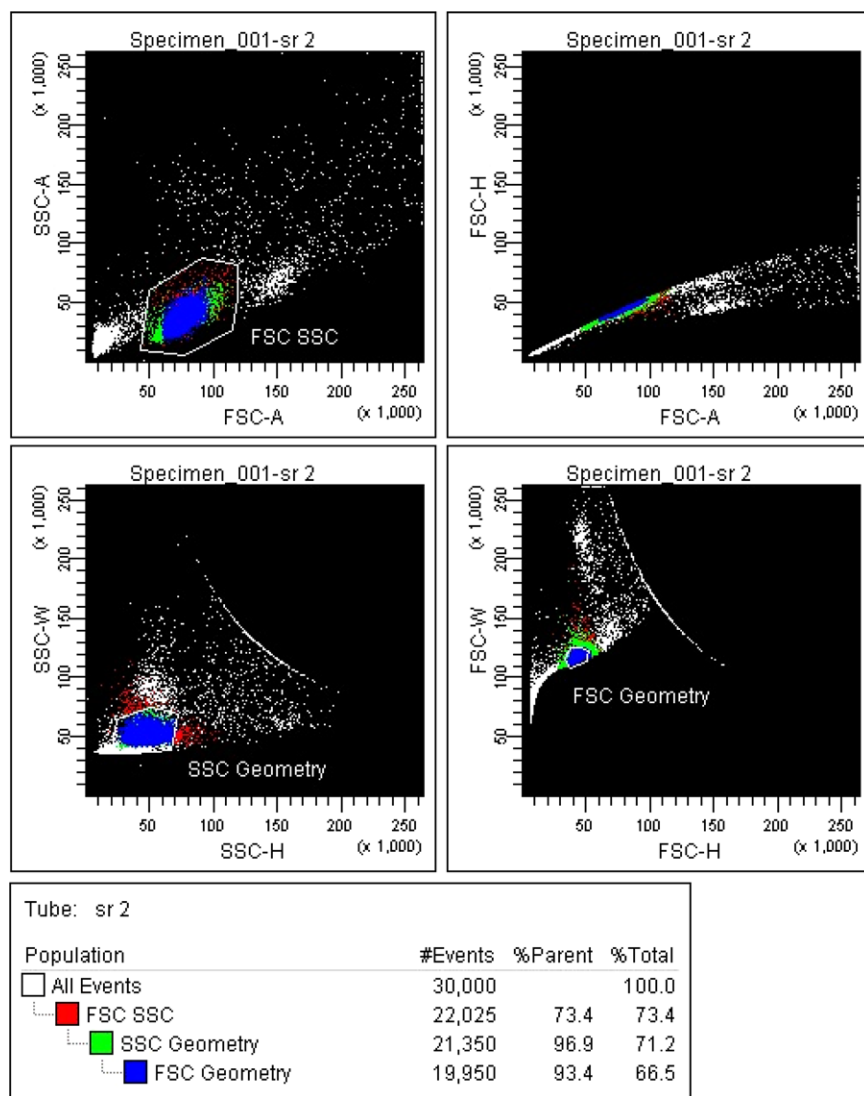 Specimen_001-sr 2
(x 1,000)
SSC-A
250
200
150
100
50
FSC SSC
50 100 150 200 250
(x 1,000)
FSC-A
Specimen_001-sr 2
(x 1,000)
FSC-H
250
200
150
100
50
50 100 150 200 250
(x 1,000)
FSC-A
Specimen_001-sr 2
(x 1,000)
SSC-W
250
200
150
100
50
SSC Geometry
50 100 150 200 250
(x 1,000)
SSC-H
Specimen_001-sr 2
(x 1,000)
FSC-W
250
200
150
100
50
FSC Geometry
50 100 150 200 250
(x 1,000)
FSC-H
Tube: sr 2
Population #Events %Parent %Total
All Events 30,000 100.0
FSC SSC 22,025 73.4 73.4
SSC Geometry 21,350 96.9 71.2
FSC Geometry 19,950 93.4 66.5